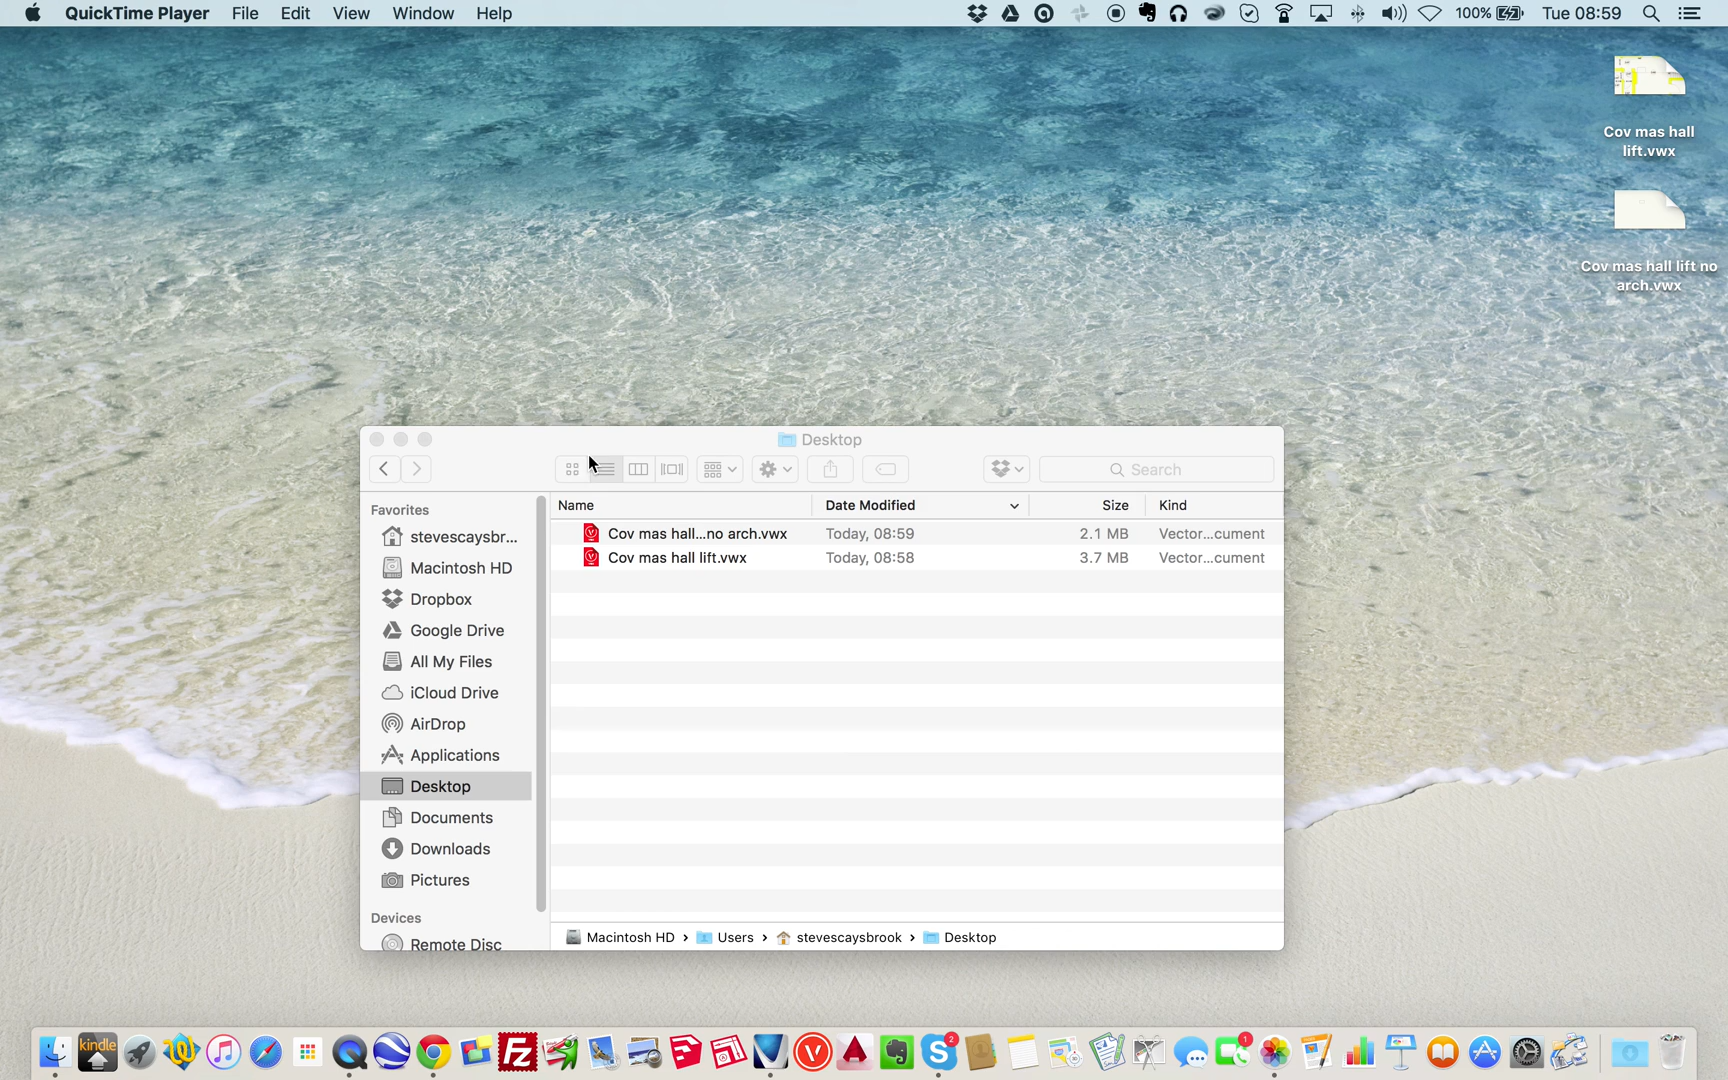 QuickTime Player File Edit View Window Help 100% Tue 08:59
Cov mas hall
lift.vwx
Cov mas hall lift no
arch.vwx
Desktop
Search
Favorites
stevescaysbr...
Macintosh HD
Dropbox
Google Drive
All My Files
iCloud Drive
AirDrop
Applications
Desktop
Documents
Downloads
Pictures
Devices
Remote Disc
Name Date Modified Size Kind
Cov mas hall...no arch.vwx Today, 08:59 2.1 MB Vector...cument
Cov mas hall lift.vwx Today, 08:58 3.7 MB Vector...cument
Macintosh HD › Users › stevescaysbrook › Desktop
kindle
Fz
2
1